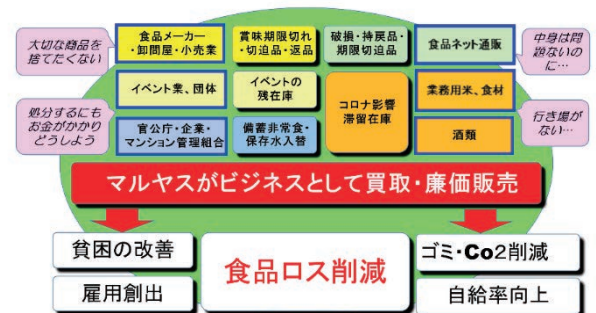 大切な商品を
捨てたくない
食品メーカー
・卸問屋・小売業
賞味期限切れ
・切迫品・返品
破損・持戻品・
期限切迫品
食品ネット通販
中身は問
題ないの
に…
イベント業、団体
イベントの
残在庫
コロナ影響
滞留在庫
業務用米、食材
処分するにも
お金がかかり
どうしよう
官公庁・企業・
マンション管理組合
備蓄非常食・
保存水入替
酒類
行き場が
ない…
マルヤスがビジネスとして買取・廉価販売
貧困の改善
食品ロス削減
ゴミ・Co2削減
雇用創出
自給率向上